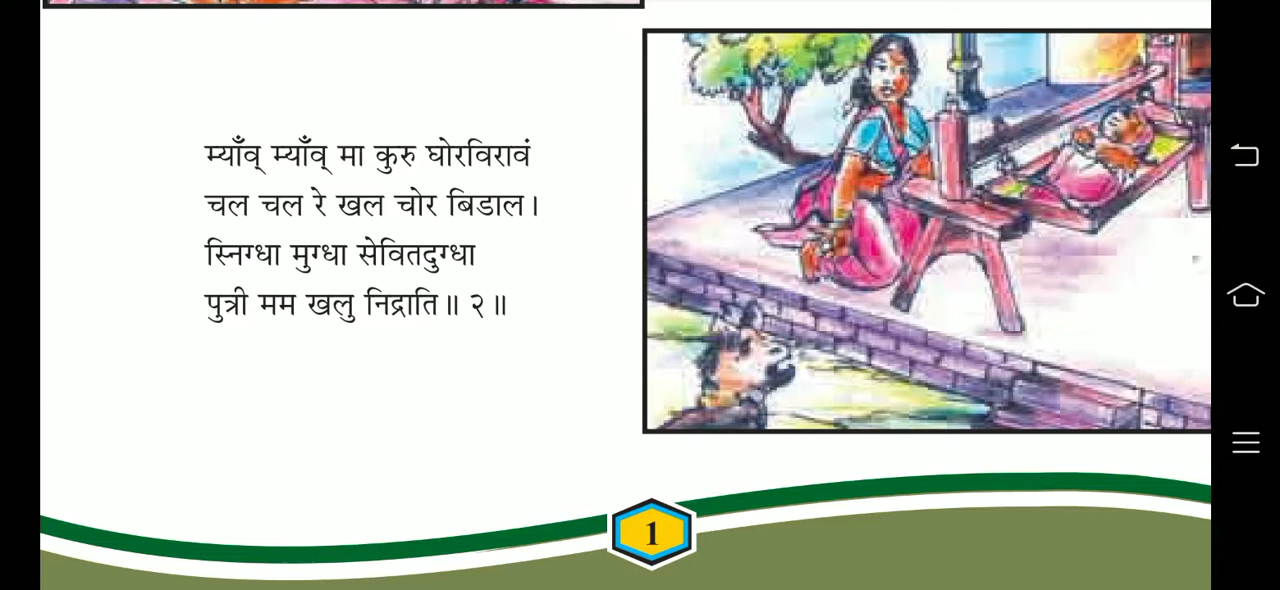 म्याँव् म्याँव् मा कुरु घोरविरावं
चल चल रे खल चोर बिडाल।
स्निग्धा मुग्धा सेवितदुग्धा
पुत्री मम खलु निद्राति॥ २॥
1